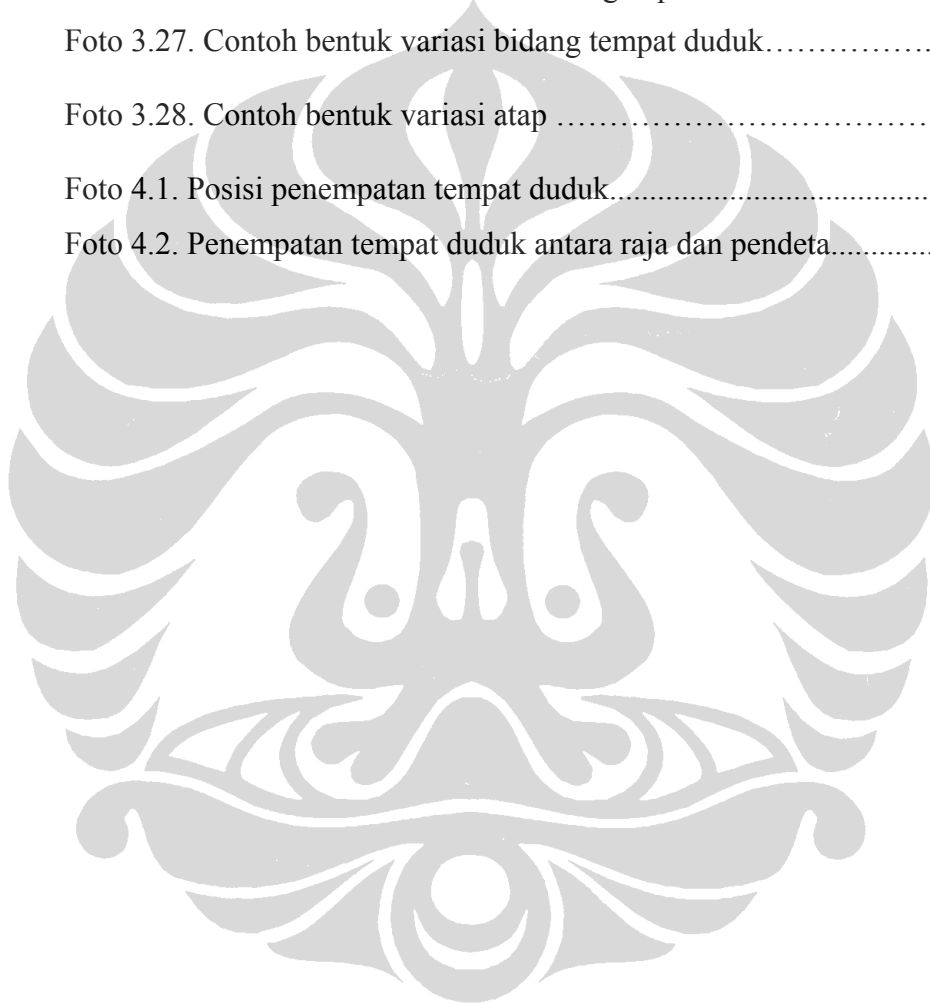 Foto 3.27. Contoh bentuk variasi bidang tempat duduk……………..
Foto 3.28. Contoh bentuk variasi atap ……………………………
Foto 4.1. Posisi penempatan tempat duduk.......................................
Foto 4.2. Penempatan tempat duduk antara raja dan pendeta............